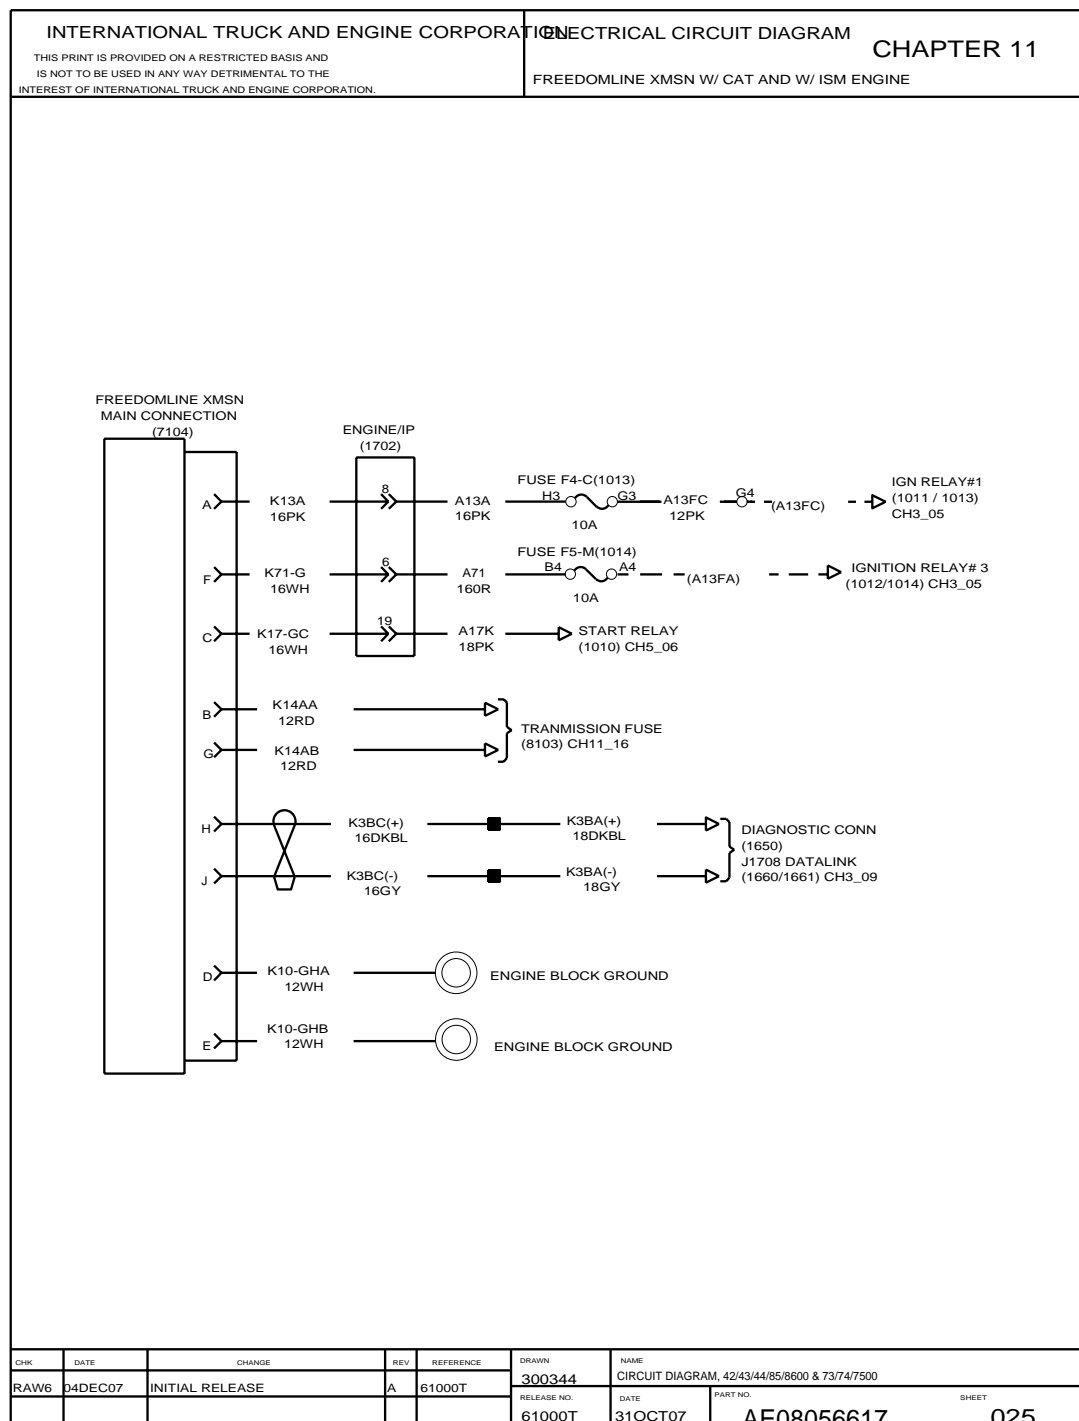 INTERNATIONAL TRUCK AND ENGINE CORPORATION
THIS PRINT IS PROVIDED ON A RESTRICTED BASIS AND
IS NOT TO BE USED IN ANY WAY DETRIMENTAL TO THE
INTEREST OF INTERNATIONAL TRUCK AND ENGINE CORPORATION.
ELECTRICAL CIRCUIT DIAGRAM
CHAPTER 11
FREEDOMLINE XMSN W/ CAT AND W/ ISM ENGINE
FREEDOMLINE XMSN
MAIN CONNECTION
(7104)
ENGINE/IP
(1702)
A
K13A
16PK
8
A13A
16PK
FUSE F4-C(1013)
H3
G3
10A
A13FC
12PK
G4
(A13FC)
IGN RELAY#1
(1011 / 1013)
CH3_05
F
K71-G
16WH
6
A71
160R
FUSE F5-M(1014)
B4
A4
10A
(A13FA)
IGNITION RELAY# 3
(1012/1014) CH3_05
C
K17-GC
16WH
19
A17K
18PK
START RELAY
(1010) CH5_06
B
K14AA
12RD
G
K14AB
12RD
TRANMISSION FUSE
(8103) CH11_16
H
K3BC(+)
16DKBL
K3BA(+)
18DKBL
J
K3BC(-)
16GY
K3BA(-)
18GY
DIAGNOSTIC CONN
(1650)
J1708 DATALINK
(1660/1661) CH3_09
D
K10-GHA
12WH
ENGINE BLOCK GROUND
E
K10-GHB
12WH
ENGINE BLOCK GROUND
CHK DATE CHANGE REV REFERENCE
RAW6 04DEC07 INITIAL RELEASE A 61000T
DRAWN
300344
NAME
CIRCUIT DIAGRAM, 42/43/44/85/8600 & 73/74/7500
RELEASE NO.
61000T
DATE
31OCT07
PART NO.
AE08056617
SHEET
025